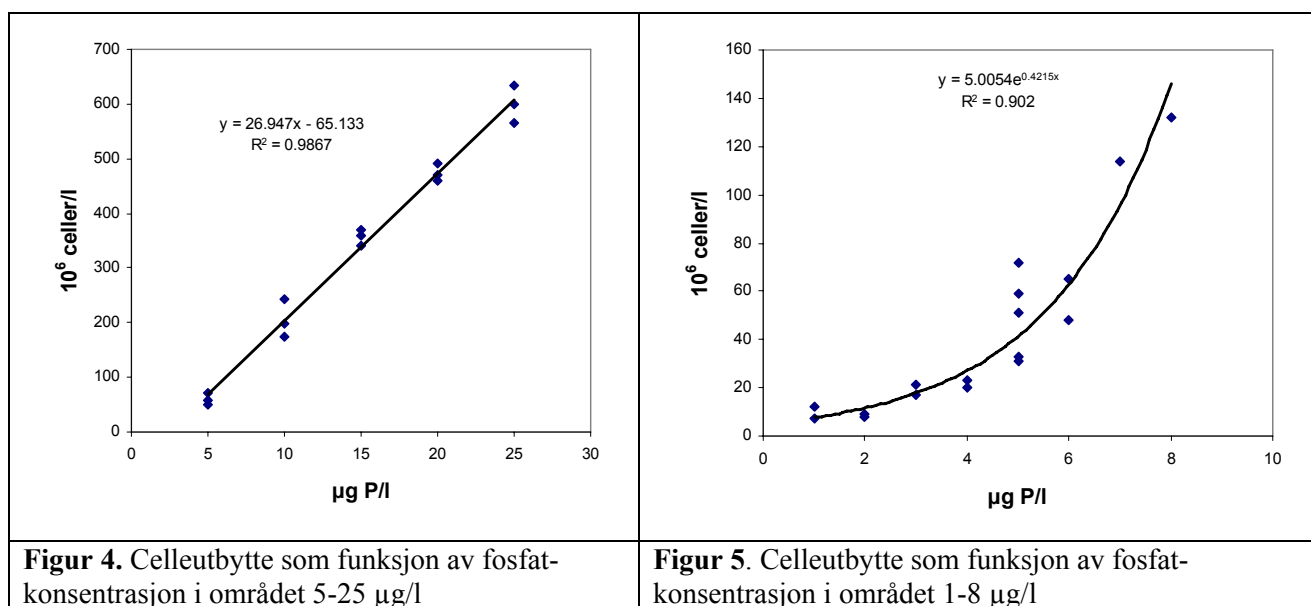 700
600
500
400
300
200
100
0
y = 26.947x - 65.133
R² = 0.9867
10⁶ celler/l
0 5 10 15 20 25 30
µg P/l
160
140
120
100
80
60
40
20
0
y = 5.0054e^0.4215x
R² = 0.902
10⁶ celler/l
0 2 4 6 8 10
µg P/l
Figur 4. Celleutbytte som funksjon av fosfat-
konsentrasjon i området 5-25 µg/l
Figur 5. Celleutbytte som funksjon av fosfat-
konsentrasjon i området 1-8 µg/l